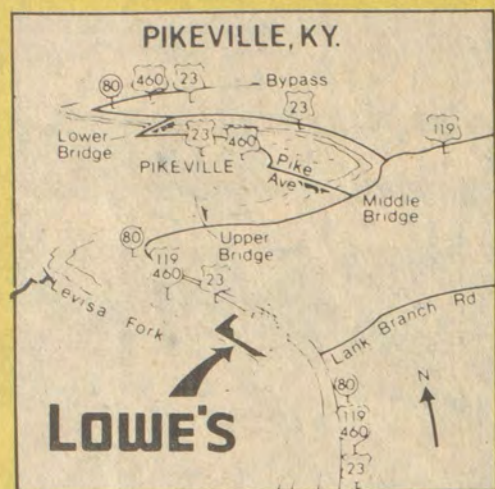 PIKEVILLE, KY.
80 460 23 Bypass
23
119
Lower Bridge
23 460
PIKEVILLE
Pike Ave
Middle Bridge
80
Upper Bridge
119
460 23
Levisa Fork
Lank Branch Rd
LOWE'S
N
80
119
460
23